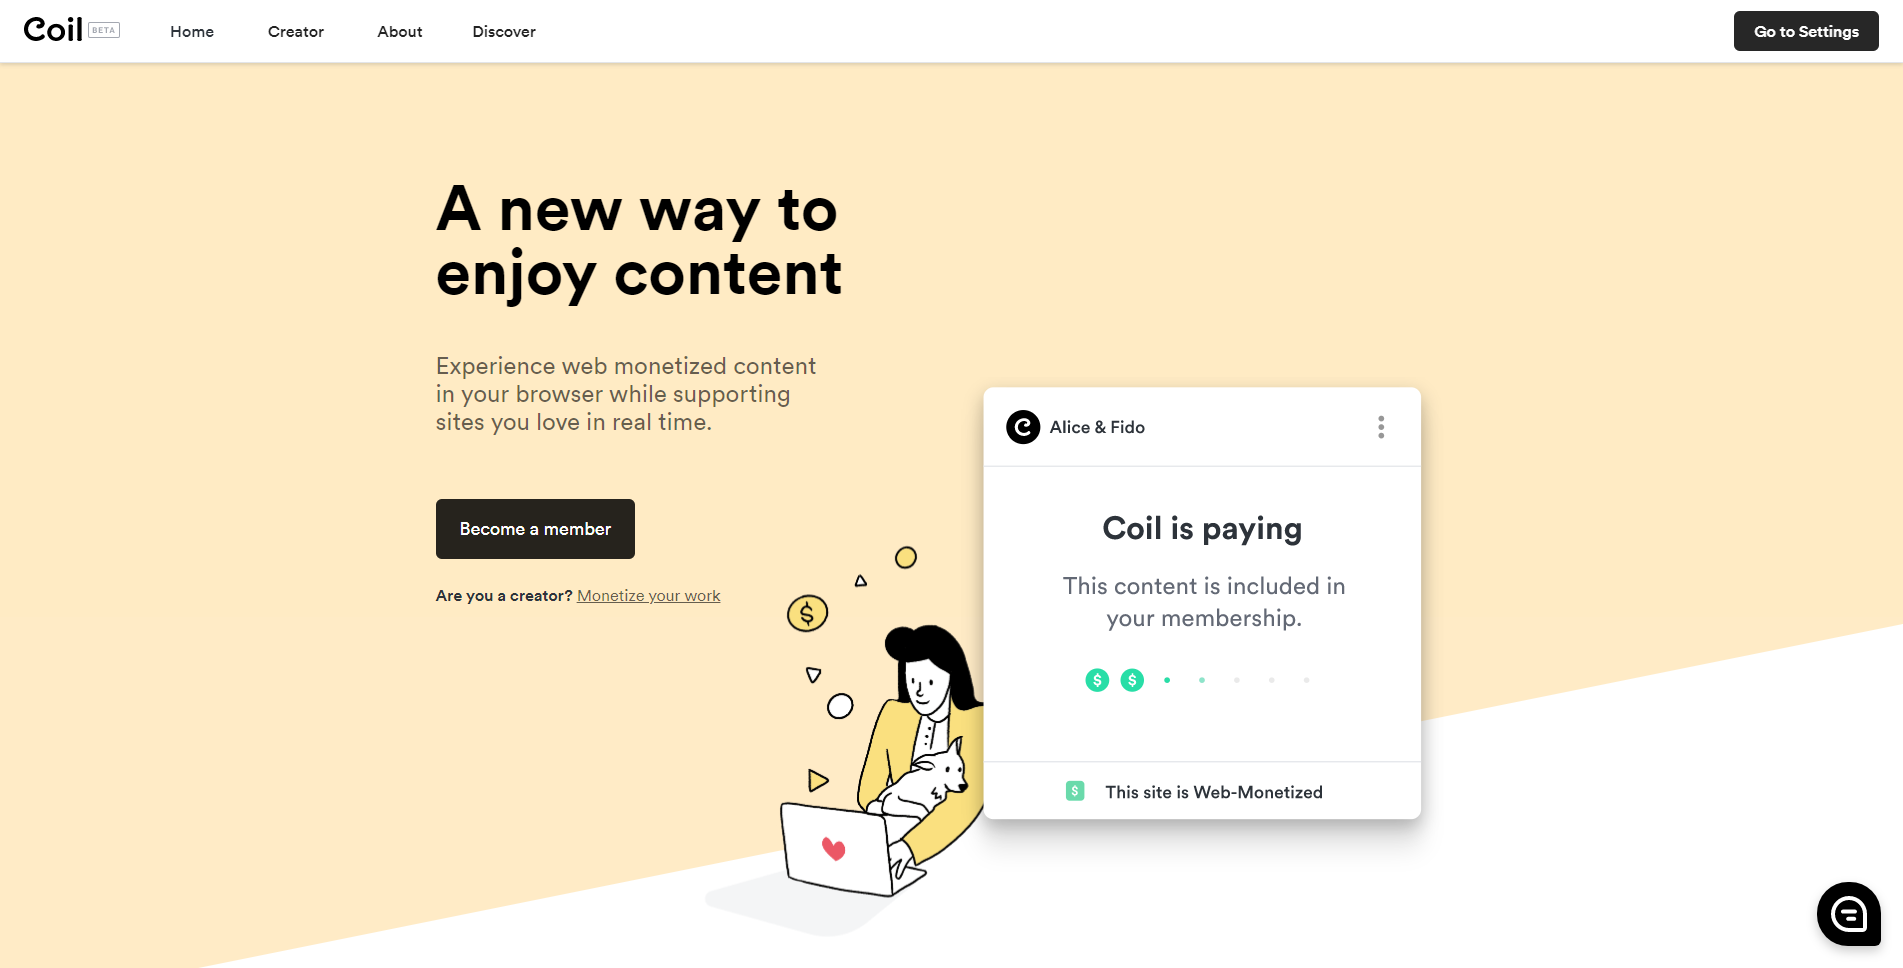 Coil BETA Home Creator About Discover Go to Settings
A new way to
enjoy content
Experience web monetized content
in your browser while supporting
sites you love in real time.
Become a member
Are you a creator? Monetize your work
$
Alice & Fido
Coil is paying
This content is included in
your membership.
$ $
$ This site is Web-Monetized